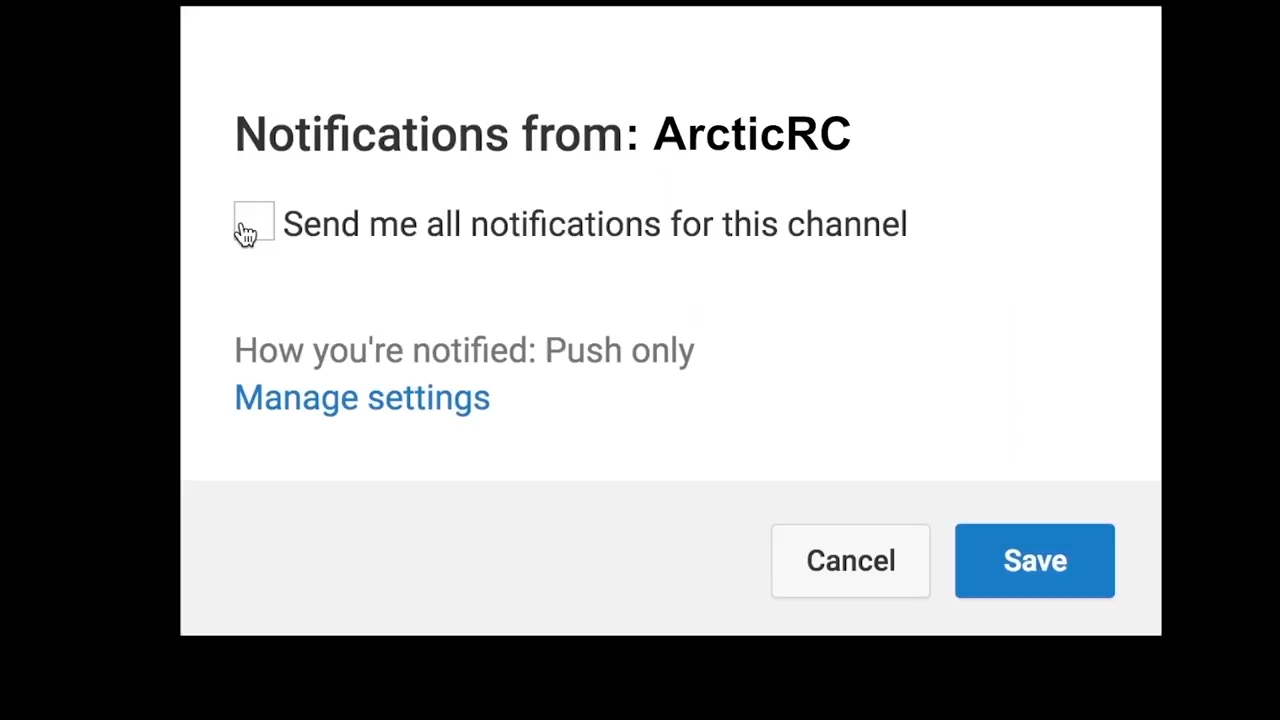 Notifications from: ArcticRC
Send me all notifications for this channel
How you're notified: Push only
Manage settings
Cancel Save